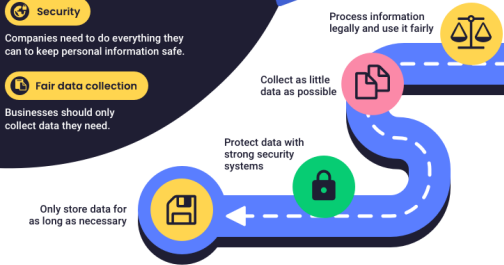 Security
Companies need to do everything they
can to keep personal information safe.
Fair data collection
Businesses should only
collect data they need.
Process information
legally and use it fairly
Collect as little
data as possible
Protect data with
strong security
systems
Only store data for
as long as necessary